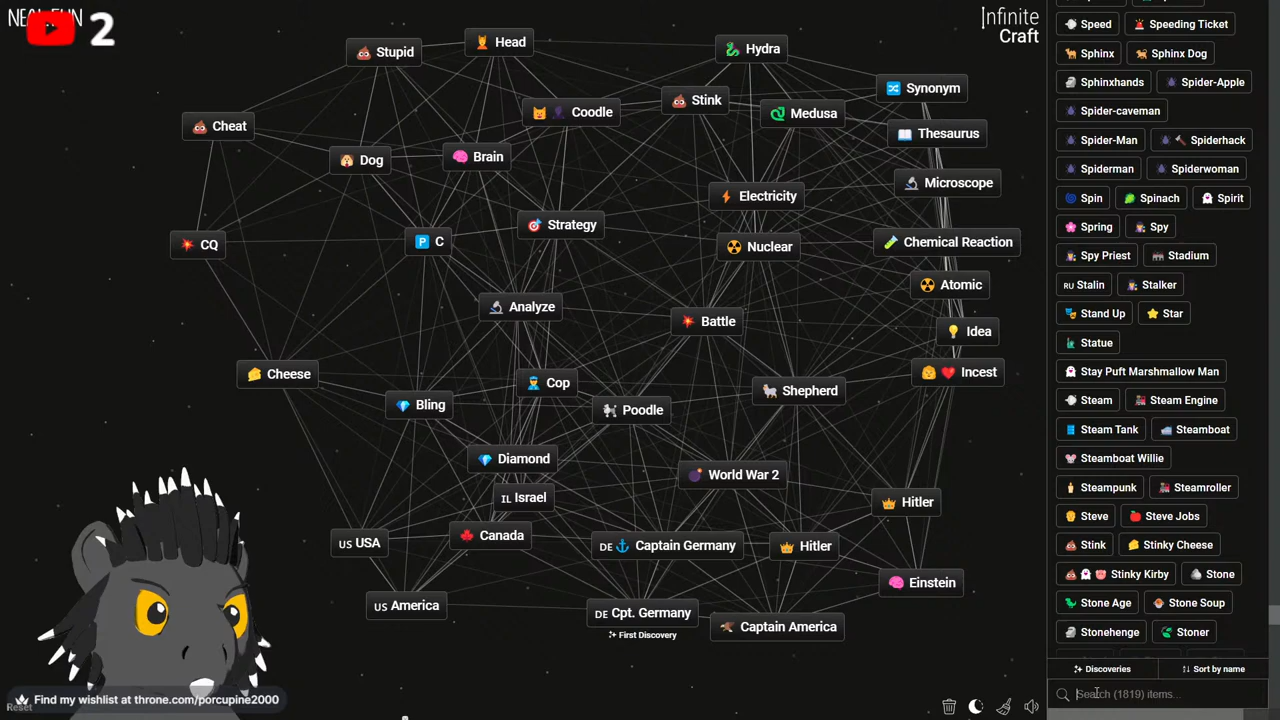 NEAL.FUN
2
Infinite
Craft
Stupid
Head
Hydra
Synonym
Coodle
Stink
Medusa
Cheat
Thesaurus
Dog
Brain
Microscope
Electricity
Strategy
CQ
P C
Nuclear
Chemical Reaction
Atomic
Analyze
Battle
Idea
Cheese
Incest
Cop
Shepherd
Bling
Poodle
Diamond
World War 2
IL Israel
Hitler
US USA
Canada
DE Captain Germany
Hitler
Einstein
US America
DE Cpt. Germany
First Discovery
Captain America
Find my wishlist at throne.com/porcupine2000
Reset
Speed Speeding Ticket
Sphinx Sphinx Dog
Sphinxhands Spider-Apple
Spider-caveman
Spider-Man Spiderhack
Spiderman Spiderwoman
Spin Spinach Spirit
Spring Spy
Spy Priest Stadium
RU Stalin Stalker
Stand Up Star
Statue
Stay Puft Marshmallow Man
Steam Steam Engine
Steam Tank Steamboat
Steamboat Willie
Steampunk Steamroller
Steve Steve Jobs
Stink Stinky Cheese
Stinky Kirby Stone
Stone Age Stone Soup
Stonehenge Stoner
Discoveries Sort by name
Search (1819) items...